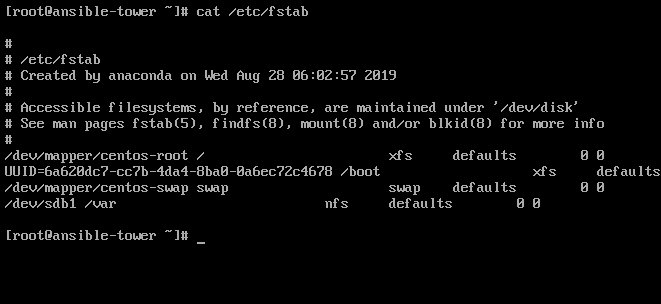 [root@ansible-tower ~]# cat /etc/fstab
#
# /etc/fstab
# Created by anaconda on Wed Aug 28 06:02:57 2019
#
# Accessible filesystems, by reference, are maintained under '/dev/disk'
# See man pages fstab(5), findfs(8), mount(8) and/or blkid(8) for more info
#
/dev/mapper/centos-root / xfs defaults 0 0
UUID=6a620dc7-cc7b-4da4-8ba0-0a6ec72c4678 /boot xfs defaults
/dev/mapper/centos-swap swap swap defaults 0 0
/dev/sdb1 /var nfs defaults 0 0
[root@ansible-tower ~]# _